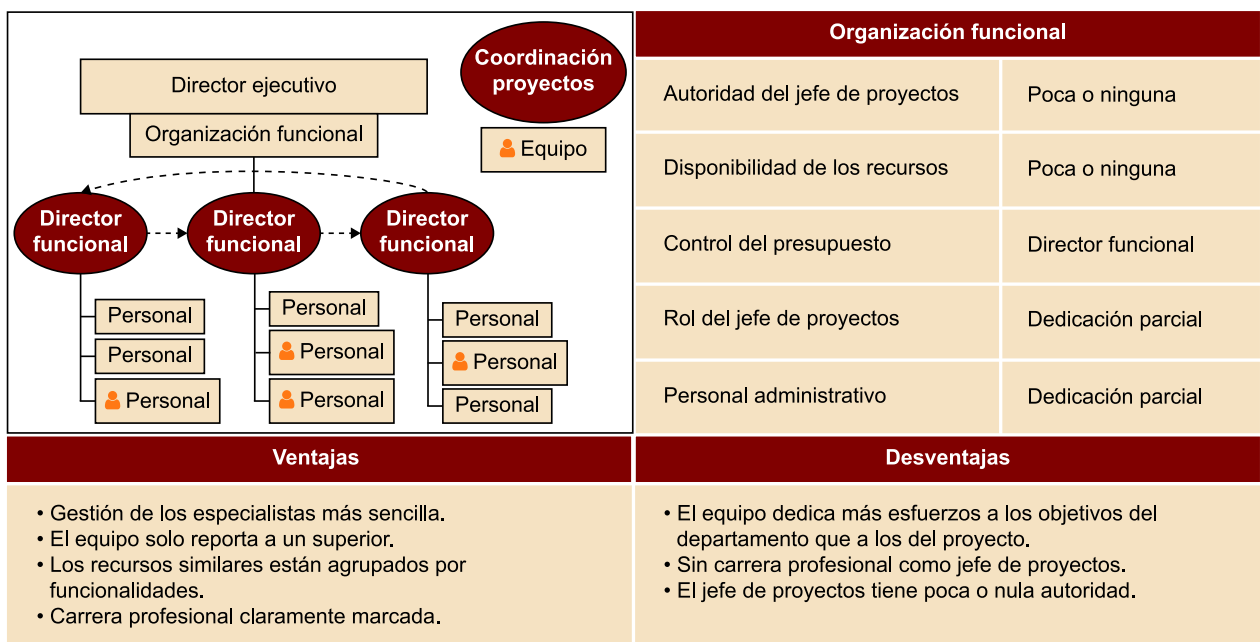 Director ejecutivo
Organización funcional
Coordinación
proyectos
Equipo
Director
funcional
Director
funcional
Director
funcional
Personal
Personal
Personal
Personal
Personal
Personal
Personal
Personal
Personal
Organización funcional
Autoridad del jefe de proyectos
Poca o ninguna
Disponibilidad de los recursos
Poca o ninguna
Control del presupuesto
Director funcional
Rol del jefe de proyectos
Dedicación parcial
Personal administrativo
Dedicación parcial
Ventajas
• Gestión de los especialistas más sencilla.
• El equipo solo reporta a un superior.
• Los recursos similares están agrupados por
funcionalidades.
• Carrera profesional claramente marcada.
Desventajas
• El equipo dedica más esfuerzos a los objetivos del
departamento que a los del proyecto.
• Sin carrera profesional como jefe de proyectos.
• El jefe de proyectos tiene poca o nula autoridad.